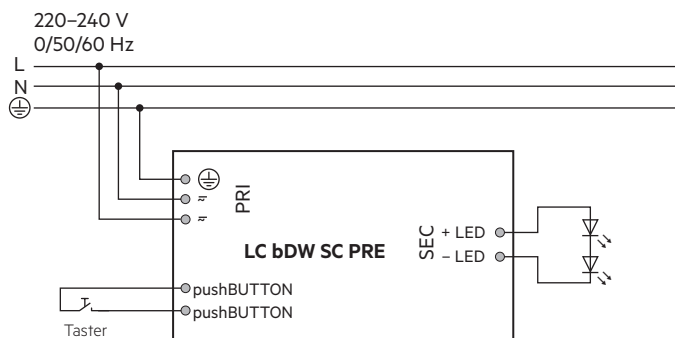 220–240 V
0/50/60 Hz
L
N
PRI
LC bDW SC PRE
SEC
+ LED
– LED
pushBUTTON
pushBUTTON
Taster